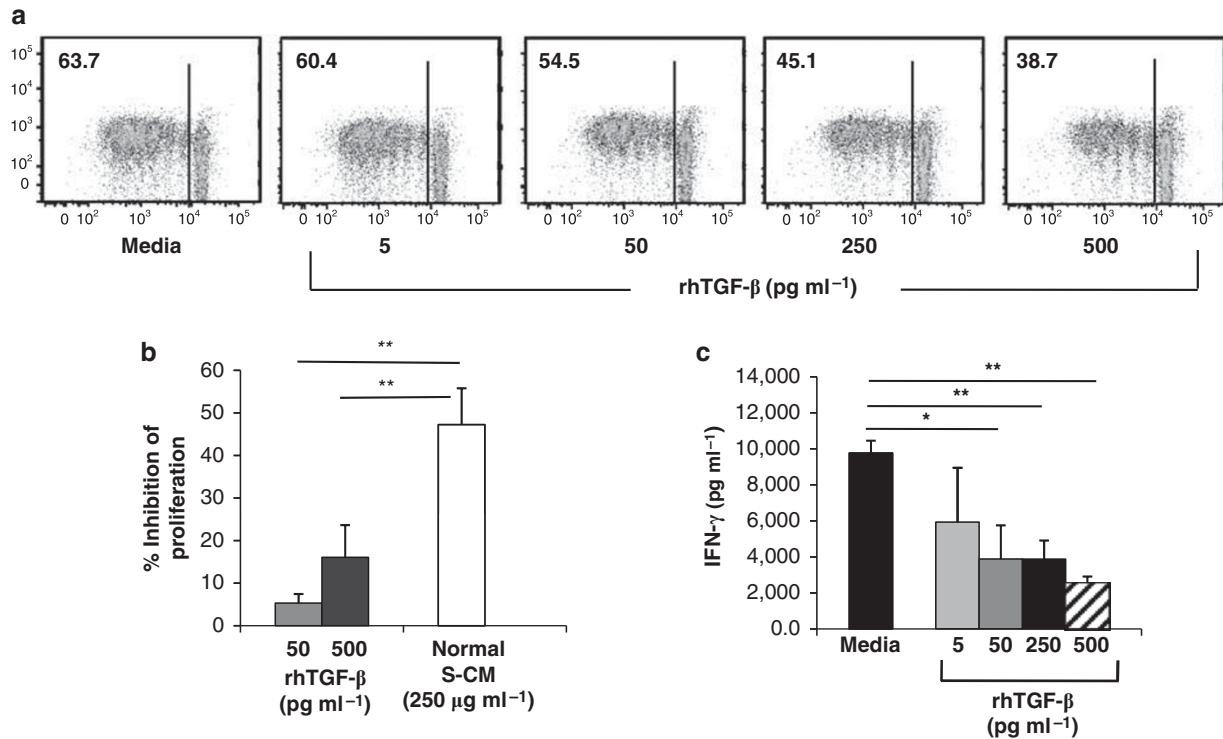 a
63.7 60.4 54.5 45.1 38.7
10⁵
10⁴
10³
10²
0
0 10² 10³ 10⁴ 10⁵ 0 10² 10³ 10⁴ 10⁵ 0 10² 10³ 10⁴ 10⁵ 0 10² 10³ 10⁴ 10⁵ 0 10² 10³ 10⁴ 10⁵
Media 5 50 250 500
rhTGF-β (pg ml⁻¹)
b
% Inhibition of
proliferation
60
50
40
30
20
10
0
**
**
50 500
rhTGF-β
(pg ml⁻¹)
Normal
S-CM
(250 μg ml⁻¹)
c
IFN-γ (pg ml⁻¹)
14,000
12,000
10,000
8,000
6,000
4,000
2,000
0.0
**
**
*
Media 5 50 250 500
rhTGF-β
(pg ml⁻¹)